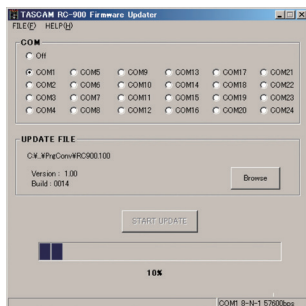 TASCAM RC-900 Firmware Updater
FILE(F) HELP(H)
COM
Off
COM1 COM5 COM9 COM13 COM17 COM21
COM2 COM6 COM10 COM14 COM18 COM22
COM3 COM7 COM11 COM15 COM19 COM23
COM4 COM8 COM12 COM16 COM20 COM24
UPDATE FILE
C:¥..¥PrgConv¥RC900.100
Version : 1.00
Build : 0014
Browse
START UPDATE
10%
COM1 8-N-1 57600bps